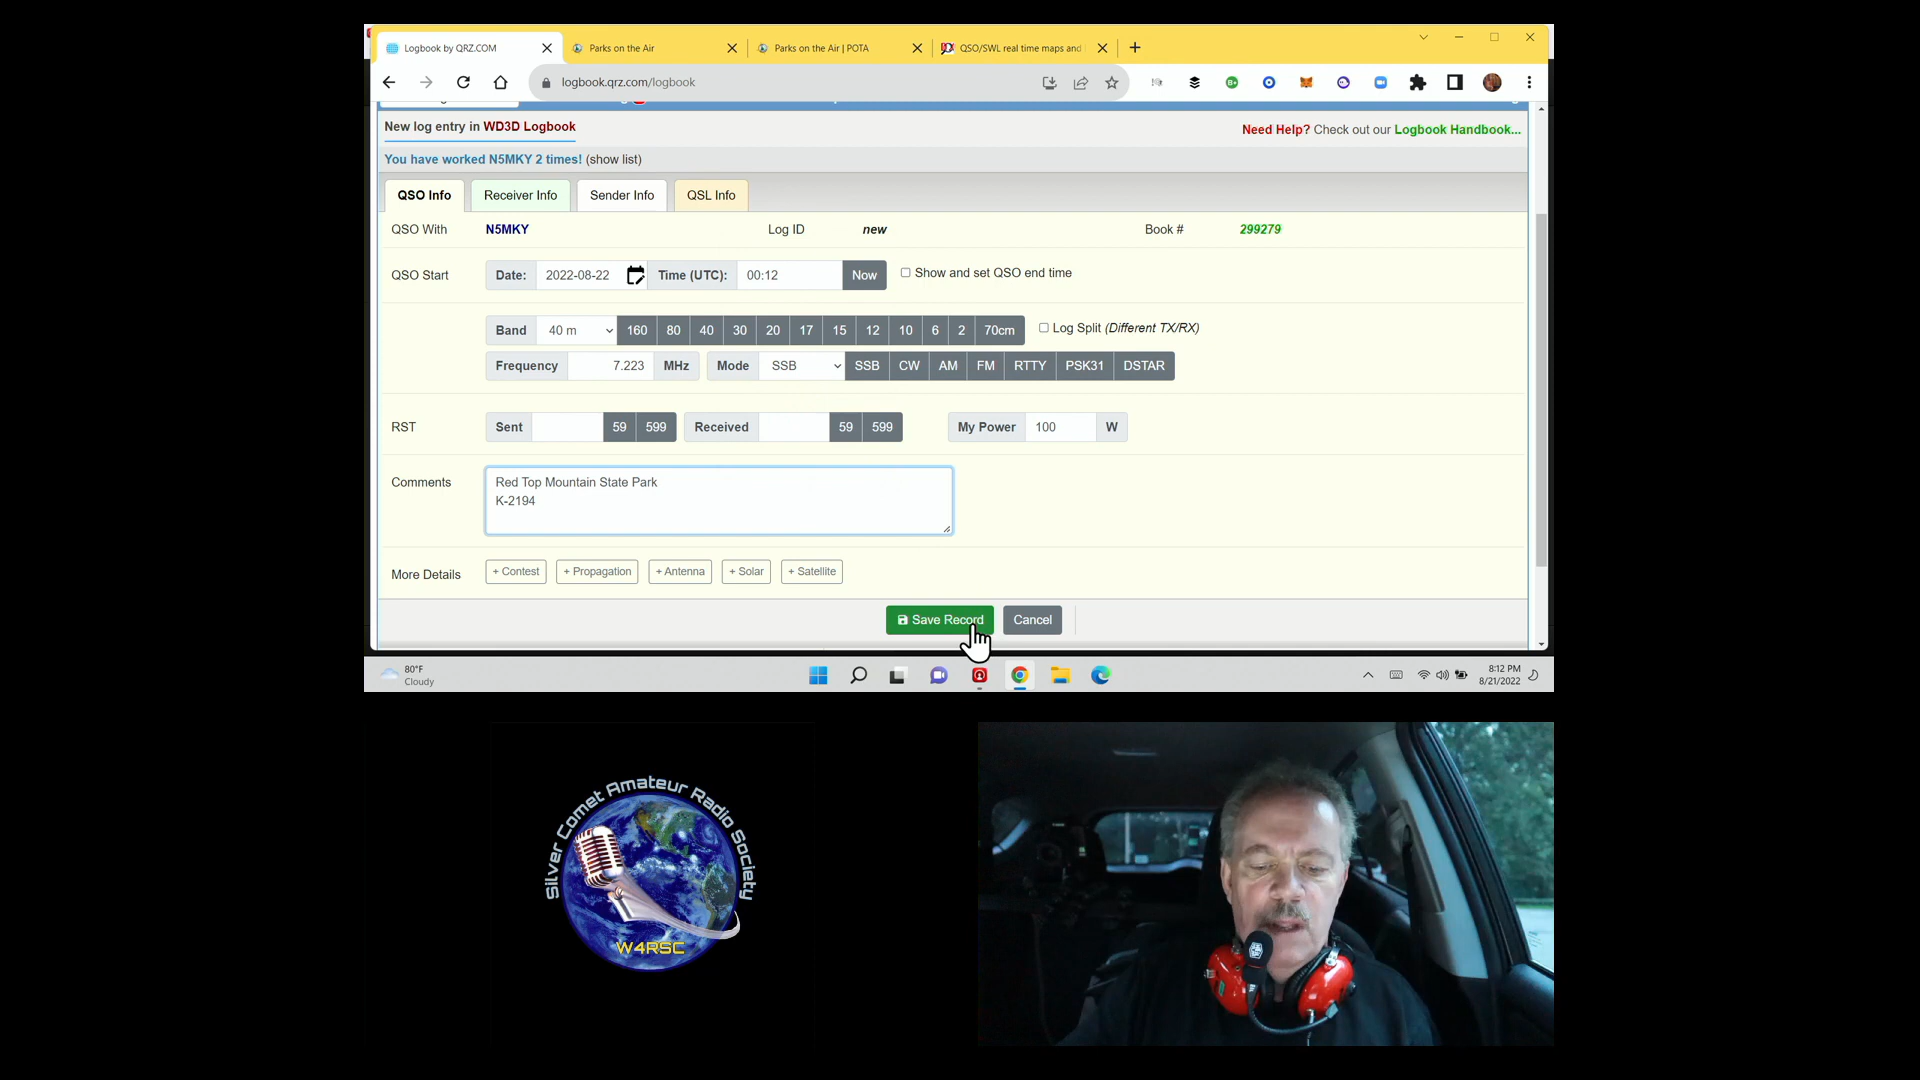 Logbook by QRZ.COM
Parks on the Air
Parks on the Air | POTA
QSO/SWL real time maps and
logbook.qrz.com/logbook
New log entry in WD3D Logbook
Need Help? Check out our Logbook Handbook...
You have worked N5MKY 2 times! (show list)
QSO Info
Receiver Info
Sender Info
QSL Info
QSO With
N5MKY
Log ID
new
Book #
299279
QSO Start
Date:
2022-08-22
Time (UTC):
00:12
Now
Show and set QSO end time
Band
40 m
160
80
40
30
20
17
15
12
10
6
2
70cm
Log Split (Different TX/RX)
Frequency
7.223
MHz
Mode
SSB
SSB
CW
AM
FM
RTTY
PSK31
DSTAR
RST
Sent
59
599
Received
59
599
My Power
100
W
Comments
Red Top Mountain State Park
K-2194
More Details
+ Contest
+ Propagation
+ Antenna
+ Solar
+ Satellite
Save Record
Cancel
80°F
Cloudy
8:12 PM
8/21/2022
Silver Comet Amateur Radio Society
W4RSC